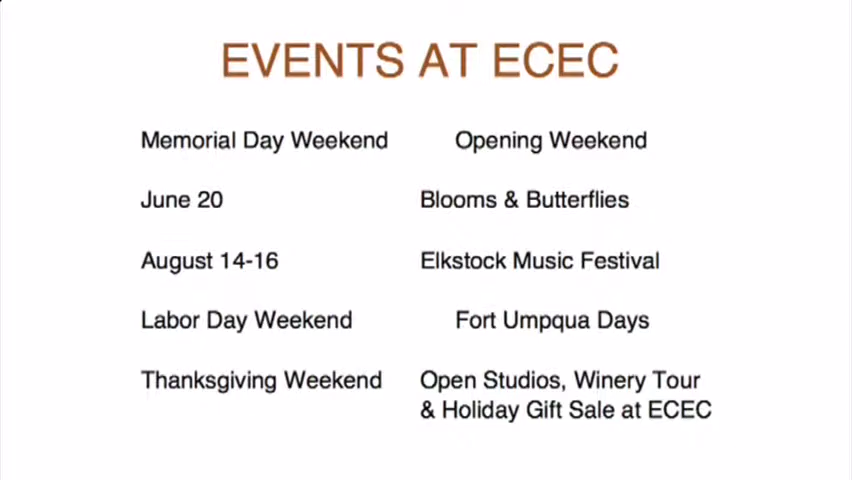 EVENTS AT ECEC
Memorial Day Weekend Opening Weekend
June 20 Blooms & Butterflies
August 14-16 Elkstock Music Festival
Labor Day Weekend Fort Umpqua Days
Thanksgiving Weekend Open Studios, Winery Tour
& Holiday Gift Sale at ECEC